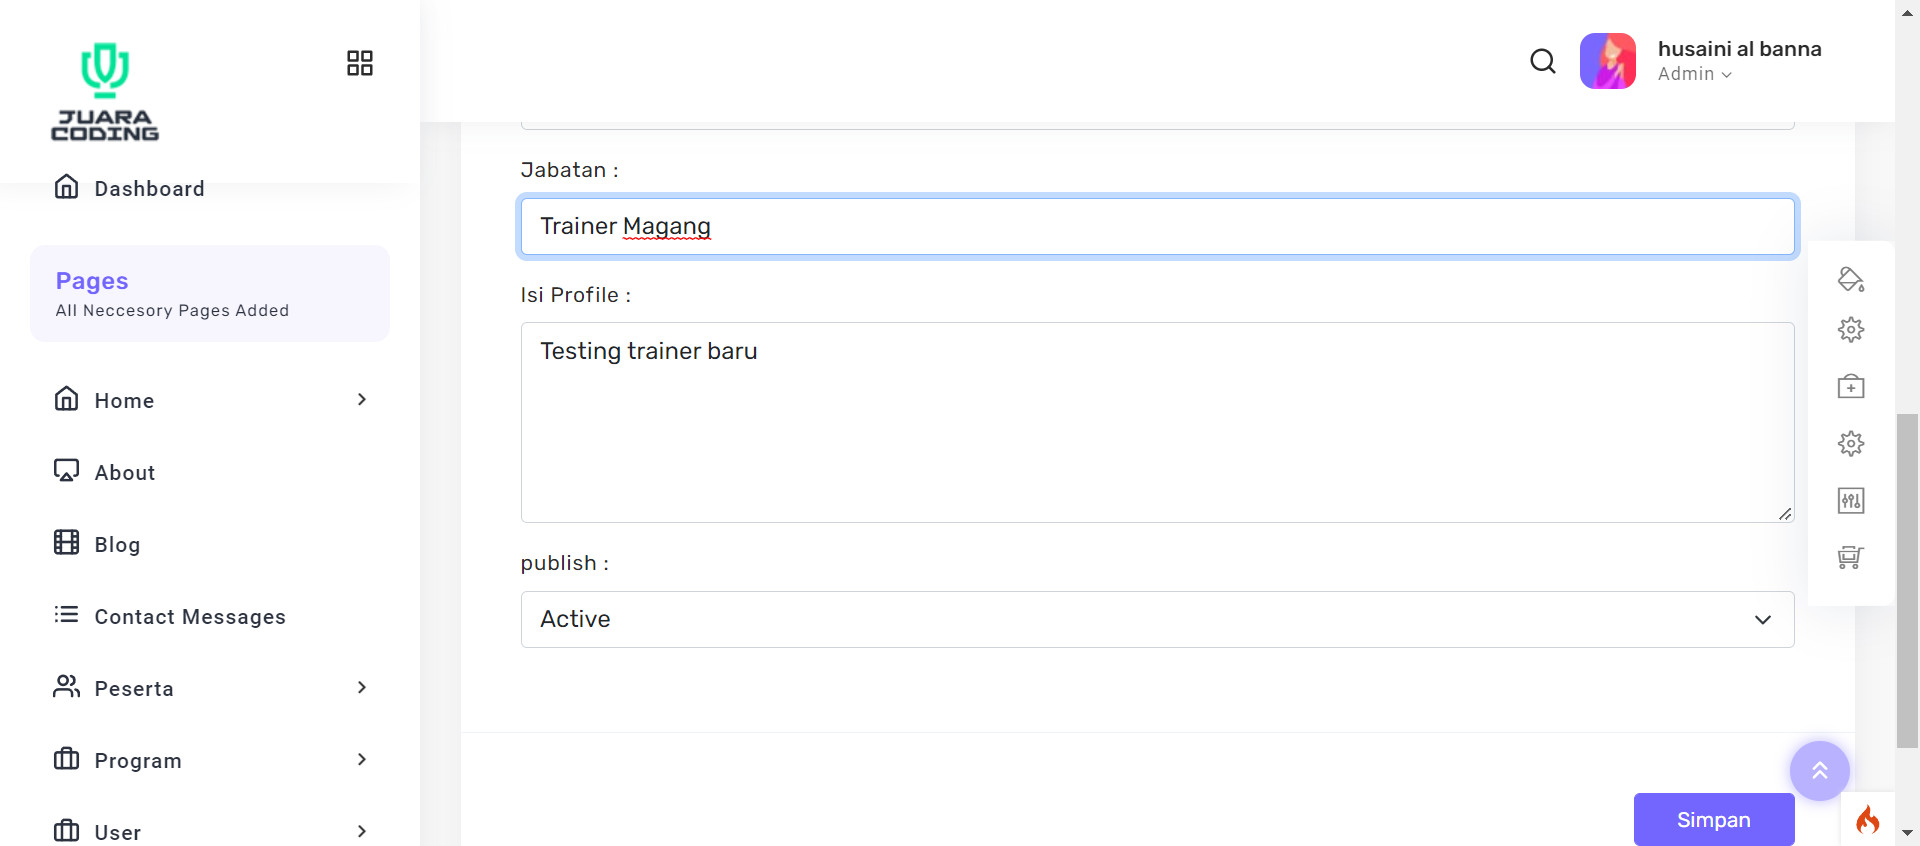 JUARA
CODING
Dashboard
Pages
All Neccesory Pages Added
Home
About
Blog
Contact Messages
Peserta
Program
User
husaini al banna
Admin
Jabatan :
Trainer Magang
Isi Profile :
Testing trainer baru
publish :
Active
Simpan